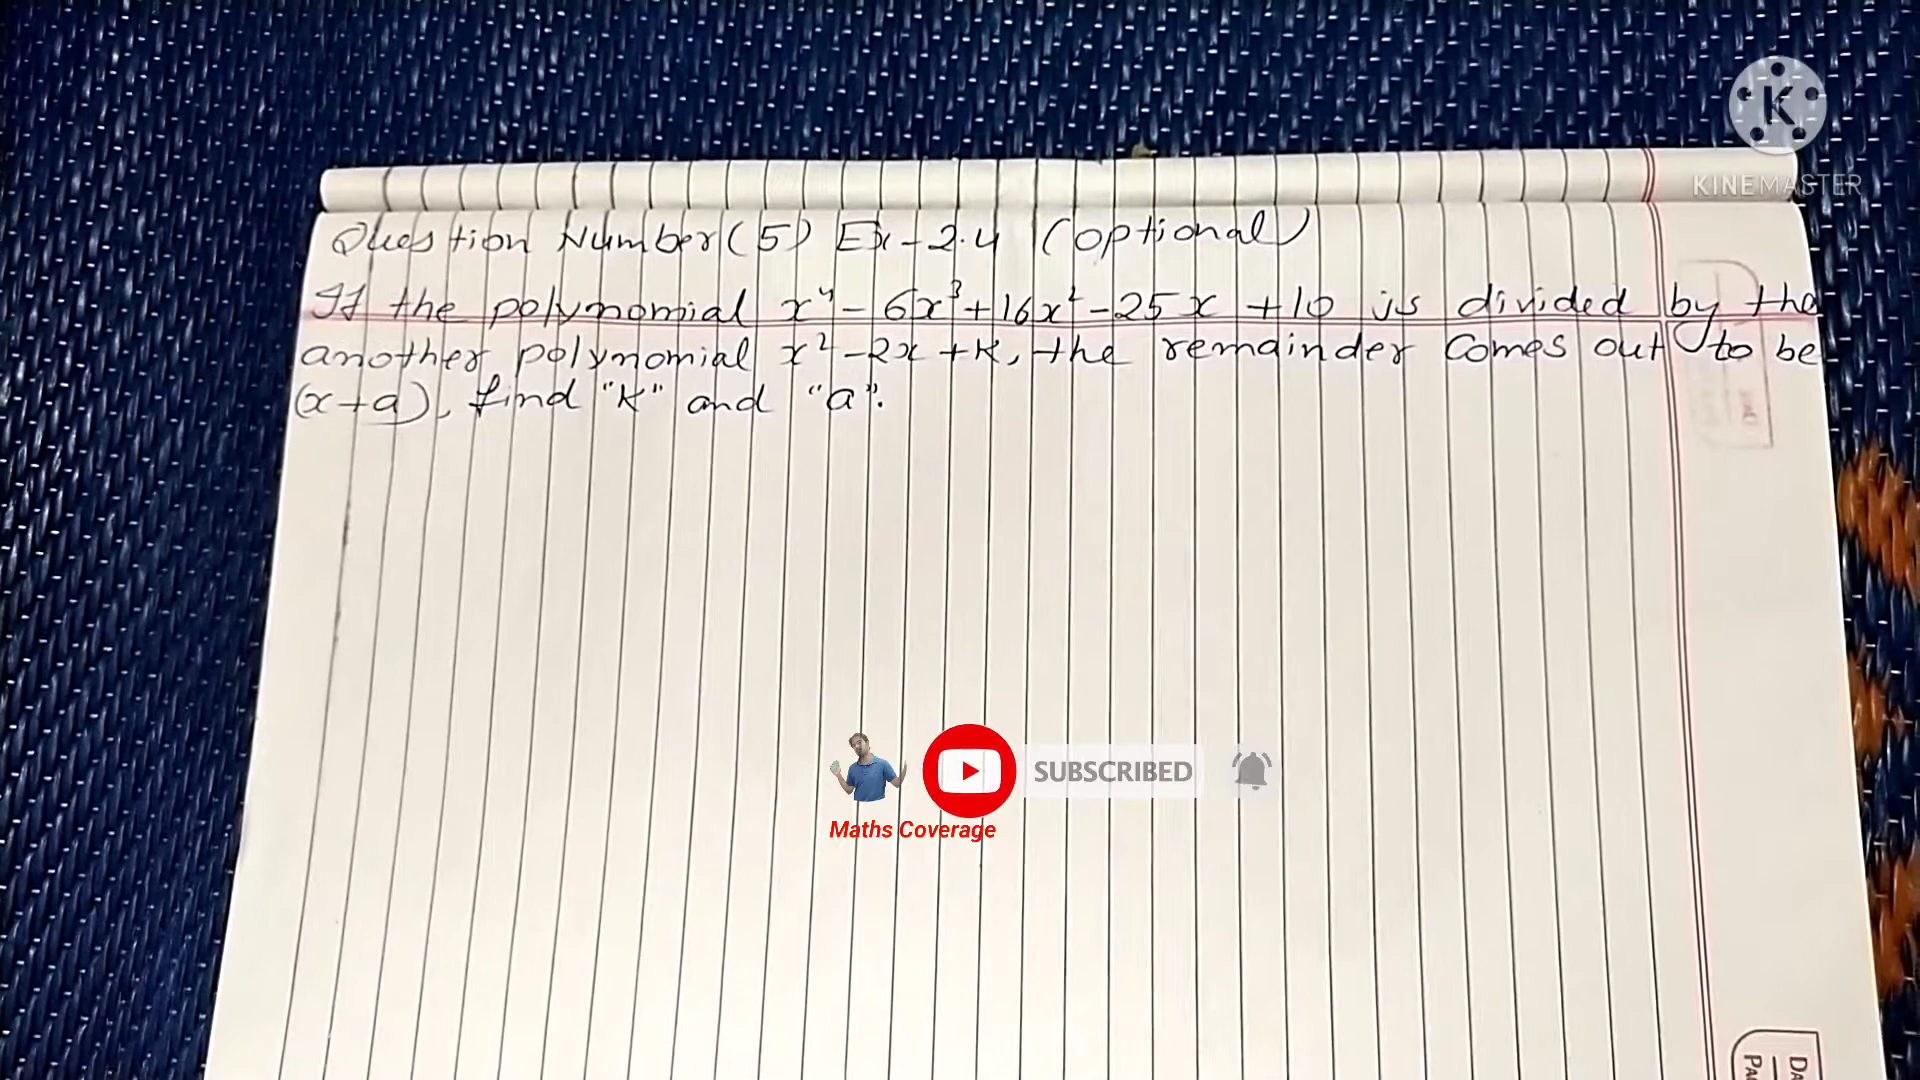 KINEMASTER
Question Number (5) Ex-2.4 (optional)
If the polynomial x⁴ - 6x³ + 16x² - 25x + 10 is divided by the
another polynomial x² - 2x + K, the remainder comes out to be
(x + a), find "K" and "a".
SUBSCRIBED
Maths Coverage